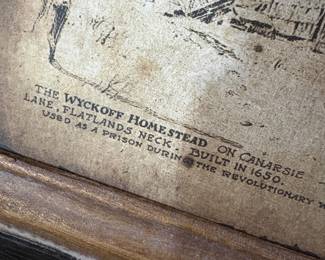 THE WYCKOFF HOMESTEAD ON CANARSIE
LANE, FLATLANDS NECK. BUILT IN 1650
USED AS A PRISON DURING THE REVOLUTIONARY W